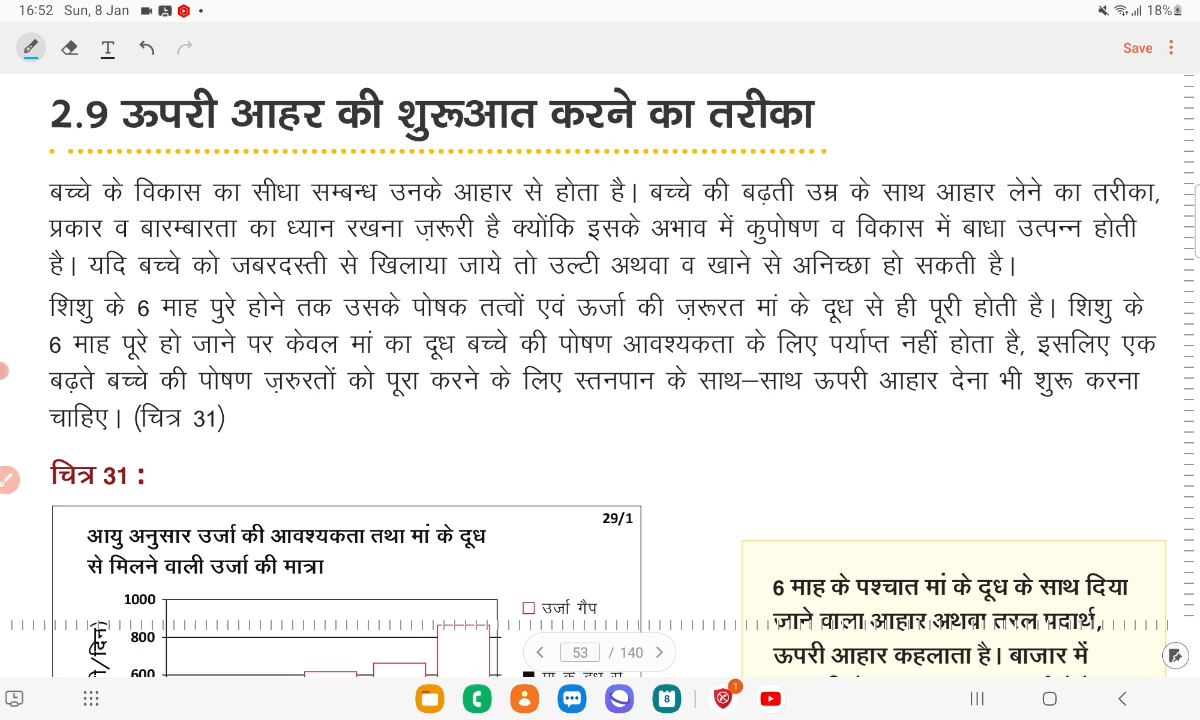 16:52 Sun, 8 Jan
18%
Save
2.9 ऊपरी आहर की शुरूआत करने का तरीका
बच्चे के विकास का सीधा सम्बन्ध उनके आहार से होता है। बच्चे की बढ़ती उम्र के साथ आहार लेने का तरीका,
प्रकार व बारम्बारता का ध्यान रखना ज़रूरी है क्योंकि इसके अभाव में कुपोषण व विकास में बाधा उत्पन्न होती
है। यदि बच्चे को जबरदस्ती से खिलाया जाये तो उल्टी अथवा व खाने से अनिच्छा हो सकती है।
शिशु के 6 माह पुरे होने तक उसके पोषक तत्वों एवं ऊर्जा की ज़रूरत मां के दूध से ही पूरी होती है। शिशु के
6 माह पूरे हो जाने पर केवल मां का दूध बच्चे की पोषण आवश्यकता के लिए पर्याप्त नहीं होता है, इसलिए एक
बढ़ते बच्चे की पोषण ज़रुरतों को पूरा करने के लिए स्तनपान के साथ–साथ ऊपरी आहार देना भी शुरू करना
चाहिए। (चित्र 31)
चित्र 31 :
29/1
आयु अनुसार उर्जा की आवश्यकता तथा मां के दूध
से मिलने वाली उर्जा की मात्रा
1000
800
600
उर्जा गैप
6 माह के पश्चात मां के दूध के साथ दिया
जाने वाला आहार अथवा तरल पदार्थ,
ऊपरी आहार कहलाता है। बाजार में
53 / 140
8
1